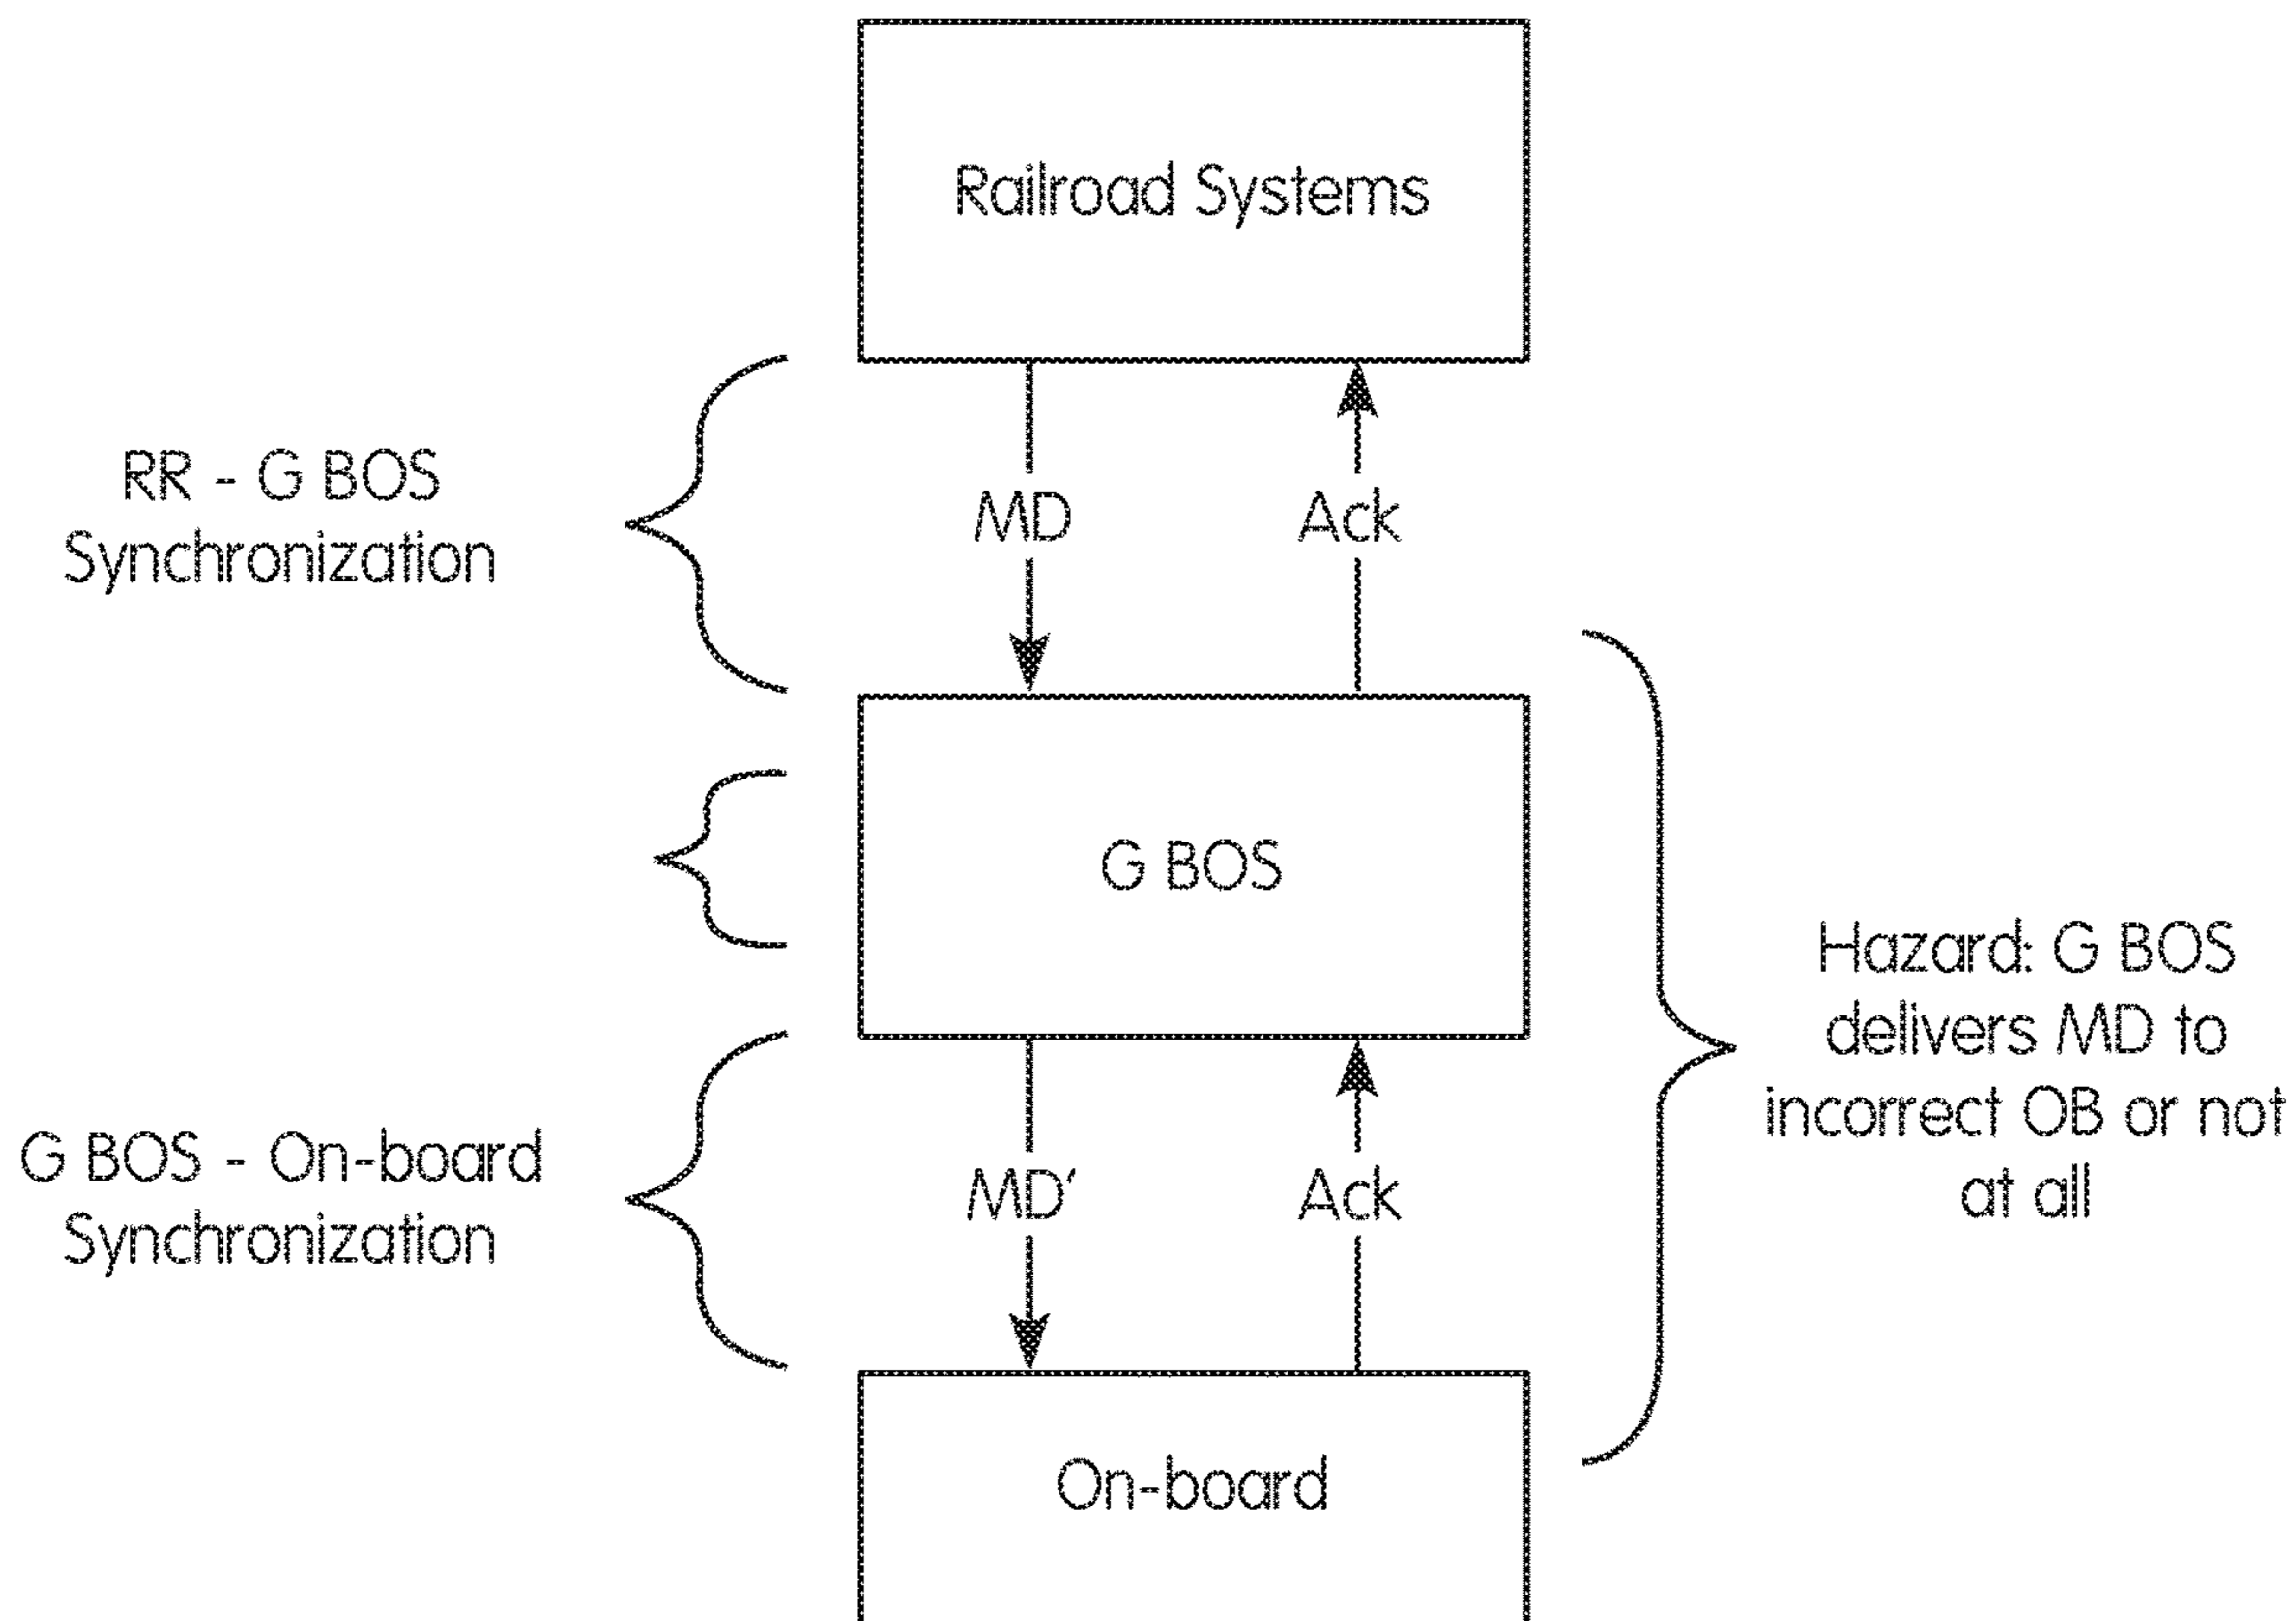 Railroad Systems
RR - G BOS
Synchronization
MD
Ack
G BOS
Hazard: G BOS
delivers MD to
incorrect OB or not
at all
G BOS - On-board
Synchronization
MD'
Ack
On-board